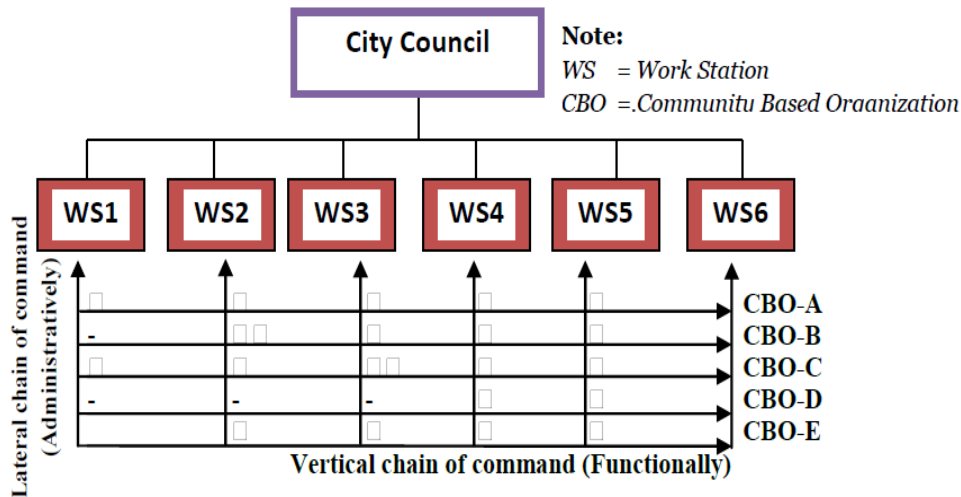 City Council
Note:
WS = Work Station
CBO =.Communitu Based Oraanization
WS1 WS2 WS3 WS4 WS5 WS6
Lateral chain of command
(Administratively)
CBO-A
- CBO-B
CBO-C
- - - CBO-D
CBO-E
Vertical chain of command (Functionally)